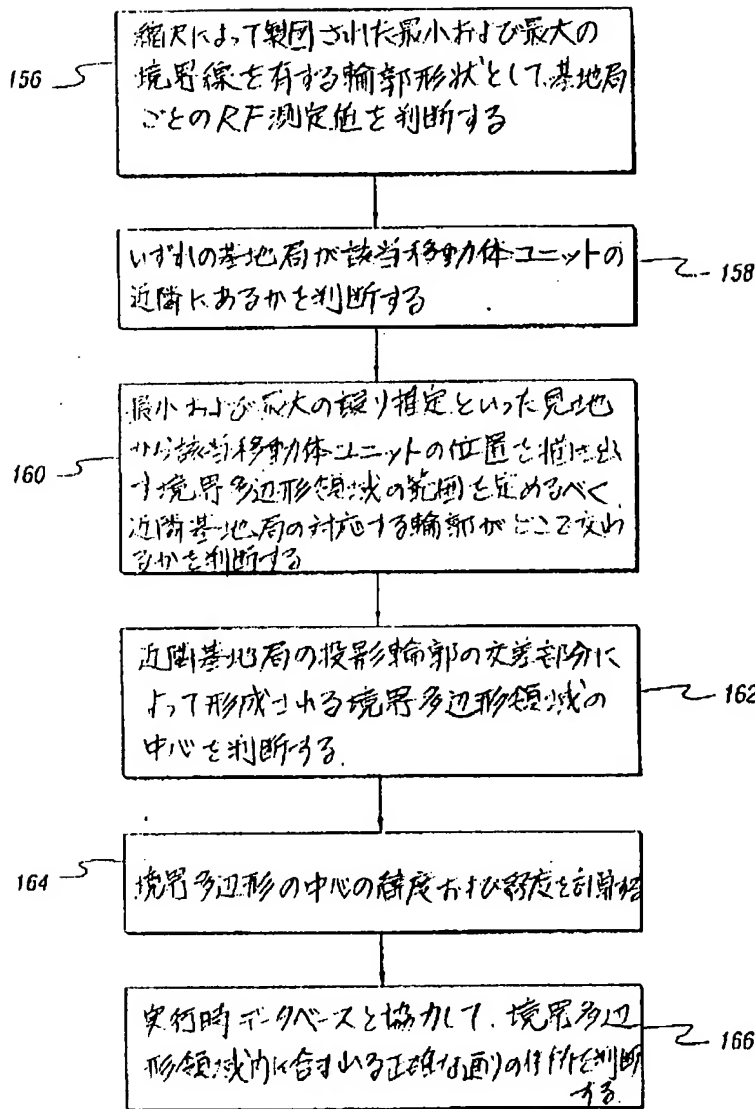 156
縮尺によって製図された最小および最大の
境界線を有する輪郭形状として、基地局
ごとのRF測定値を判断する
いずれの基地局が該当移動体ユニットの
近隣にあるかを判断する
158
160
最小および最大の誤り推定といった見地
から該当移動体ユニットの位置を描き出
す境界多辺形領域の範囲を定めるべく、
近隣基地局の対応する輪郭がどこで交わ
るかを判断する
近隣基地局の投影輪郭の交差部分に
よって形成される境界多辺形領域の
中心を判断する.
162
164
境界多辺形の中心の緯度および経度を計算する
実行時データベースと協力して、境界多辺
形領域内に含まれる正確な通りの住所を判断
する.
166